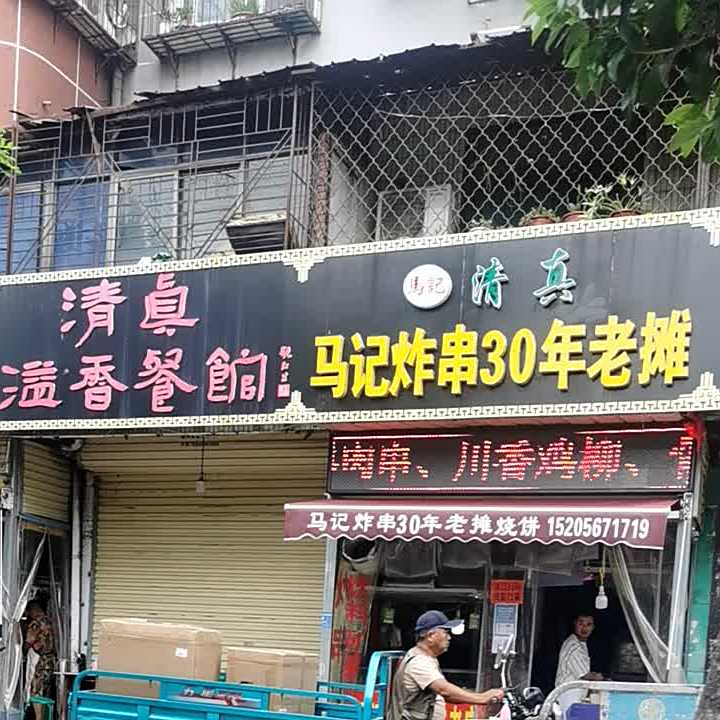 清真
溢香餐館
馬記
清真
马记炸串30年老摊
肉串、川香鸡柳、
马记炸串30年老摊烧饼 15205671719